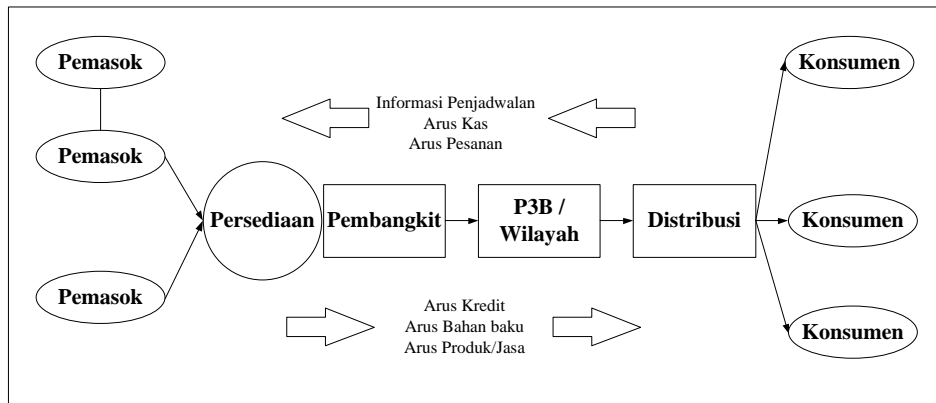 Pemasok
Konsumen
Informasi Penjadwalan
Arus Kas
Arus Pesanan
Pemasok
Persediaan
Pembangkit
P3B /
Wilayah
Distribusi
Konsumen
Pemasok
Arus Kredit
Arus Bahan baku
Arus Produk/Jasa
Konsumen